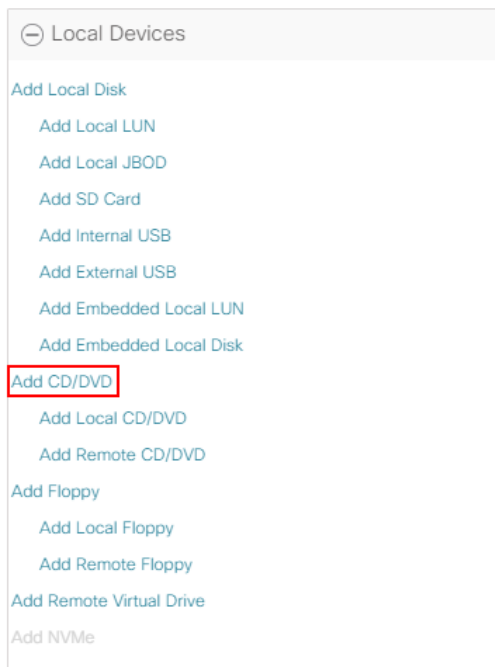 Local Devices
Add Local Disk
Add Local LUN
Add Local JBOD
Add SD Card
Add Internal USB
Add External USB
Add Embedded Local LUN
Add Embedded Local Disk
Add CD/DVD
Add Local CD/DVD
Add Remote CD/DVD
Add Floppy
Add Local Floppy
Add Remote Floppy
Add Remote Virtual Drive
Add NVMe